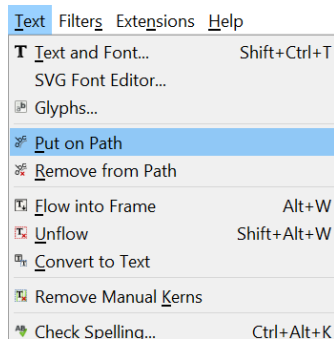 Text Filters Extensions Help
Text and Font... Shift+Ctrl+T
SVG Font Editor...
Glyphs...
Put on Path
Remove from Path
Flow into Frame Alt+W
Unflow Shift+Alt+W
Convert to Text
Remove Manual Kerns
Check Spelling... Ctrl+Alt+K